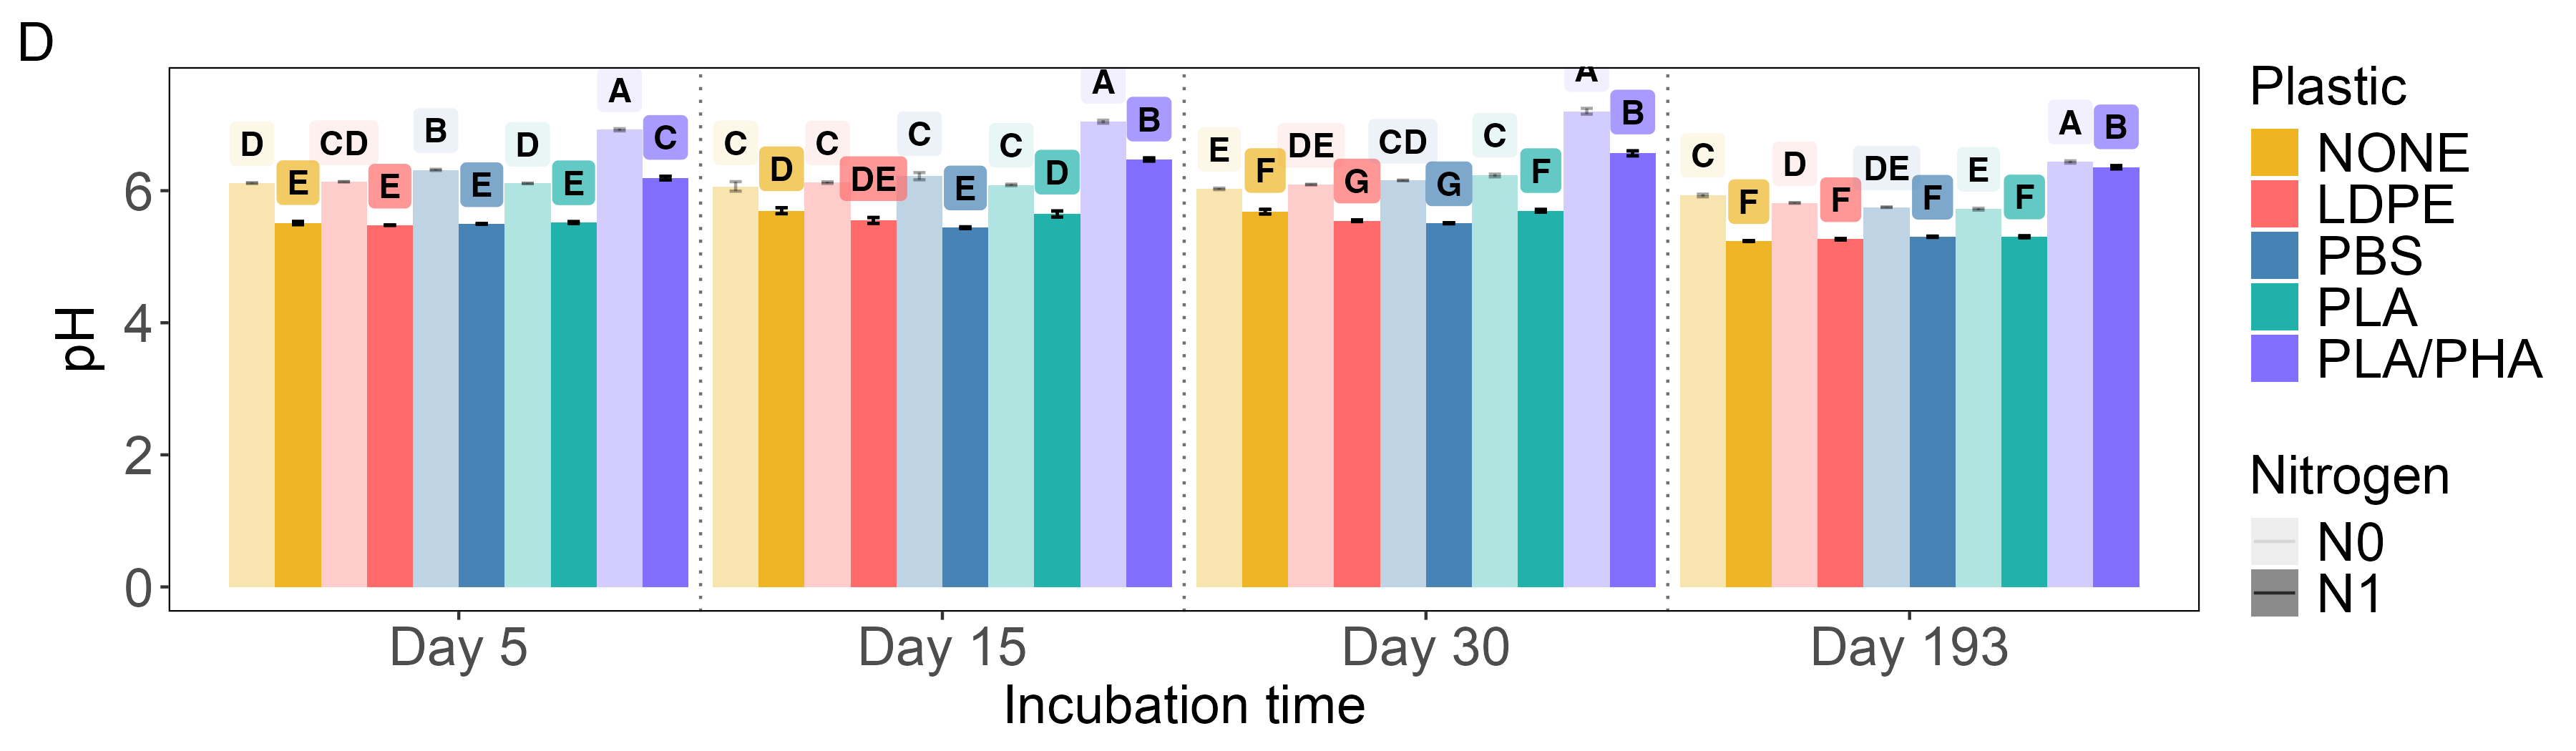 D
pH
6
4
2
0
D E CD E B E D E A C
C D C DE C E C D A B
E F DE G CD G C F A B
C F D F DE F E F A B
Day 5 Day 15 Day 30 Day 193
Incubation time
Plastic
NONE
LDPE
PBS
PLA
PLA/PHA
Nitrogen
N0
N1